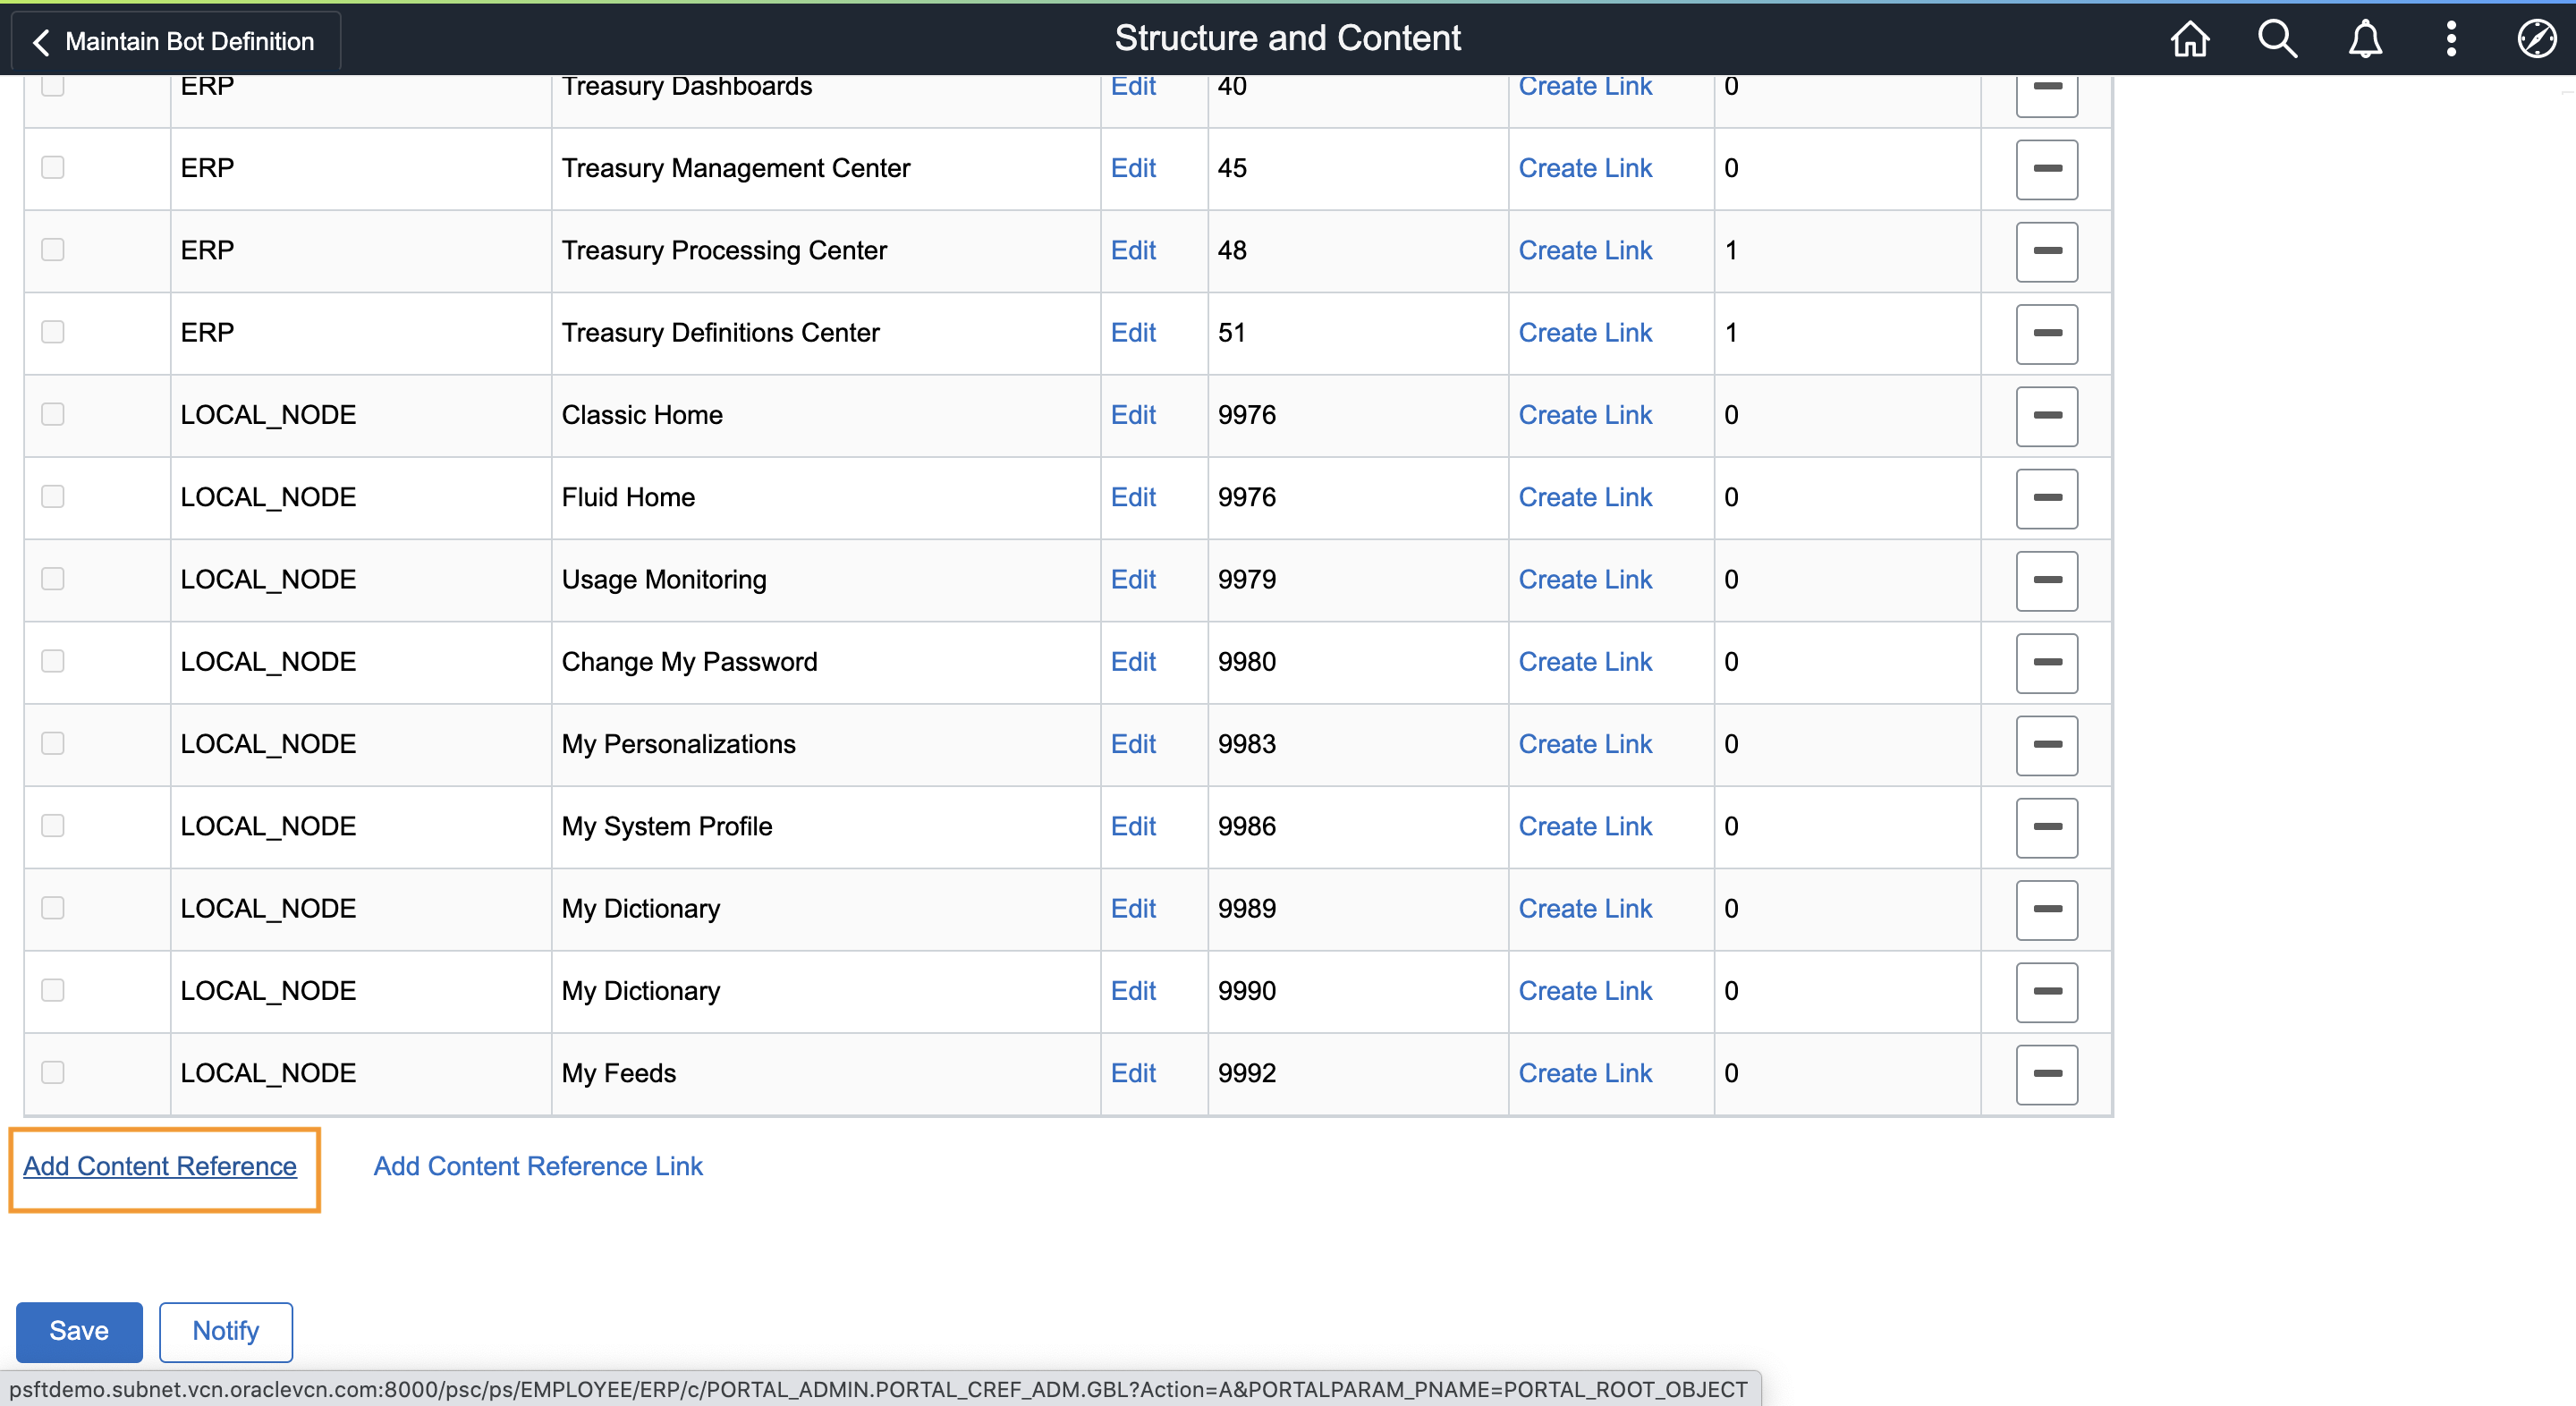 Maintain Bot Definition
Structure and Content
ERP Treasury Dashboards Edit 40 Create Link 0
ERP Treasury Management Center Edit 45 Create Link 0
ERP Treasury Processing Center Edit 48 Create Link 1
ERP Treasury Definitions Center Edit 51 Create Link 1
LOCAL_NODE Classic Home Edit 9976 Create Link 0
LOCAL_NODE Fluid Home Edit 9976 Create Link 0
LOCAL_NODE Usage Monitoring Edit 9979 Create Link 0
LOCAL_NODE Change My Password Edit 9980 Create Link 0
LOCAL_NODE My Personalizations Edit 9983 Create Link 0
LOCAL_NODE My System Profile Edit 9986 Create Link 0
LOCAL_NODE My Dictionary Edit 9989 Create Link 0
LOCAL_NODE My Dictionary Edit 9990 Create Link 0
LOCAL_NODE My Feeds Edit 9992 Create Link 0
Add Content Reference Add Content Reference Link
Save Notify
psftdemo.subnet.vcn.oraclevcn.com:8000/psc/ps/EMPLOYEE/ERP/c/PORTAL_ADMIN.PORTAL_CREF_ADM.GBL?Action=A&PORTALPARAM_PNAME=PORTAL_ROOT_OBJECT